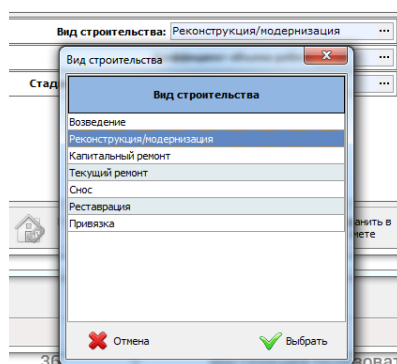 Вид строительства: Реконструкция/модернизация ...
Вид строительства
...
Стад ...
Вид строительства
Возведение
Реконструкция/модернизация
Капитальный ремонт
Текущий ремонт
Снос
Реставрация
Привязка
анить в
мете
Отмена
Выбрать
36